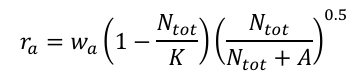 r_a = w_a (1 − N_tot / K) (N_tot / (N_tot + A))^0.5